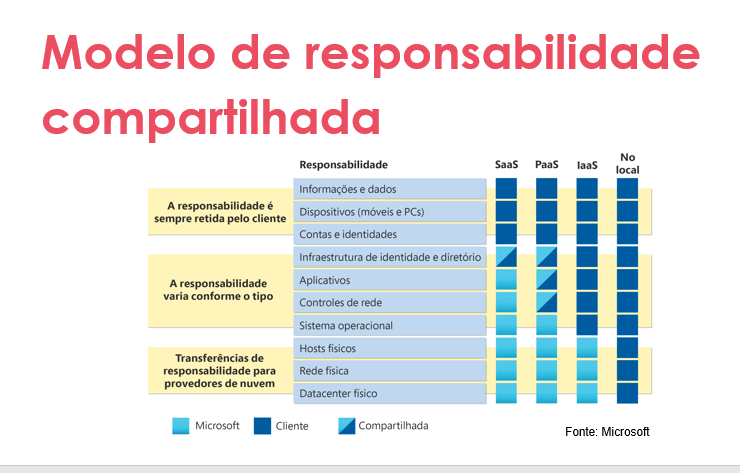 Modelo de responsabilidade
compartilhada
Responsabilidade
SaaS
PaaS
IaaS
No
local
A responsabilidade é
sempre retida pelo cliente
Informações e dados
Dispositivos (móveis e PCs)
Contas e identidades
A responsabilidade
varia conforme o tipo
Infraestrutura de identidade e diretório
Aplicativos
Controles de rede
Sistema operacional
Transferências de
responsabilidade para
provedores de nuvem
Hosts físicos
Rede física
Datacenter físico
Microsoft
Cliente
Compartilhada
Fonte: Microsoft